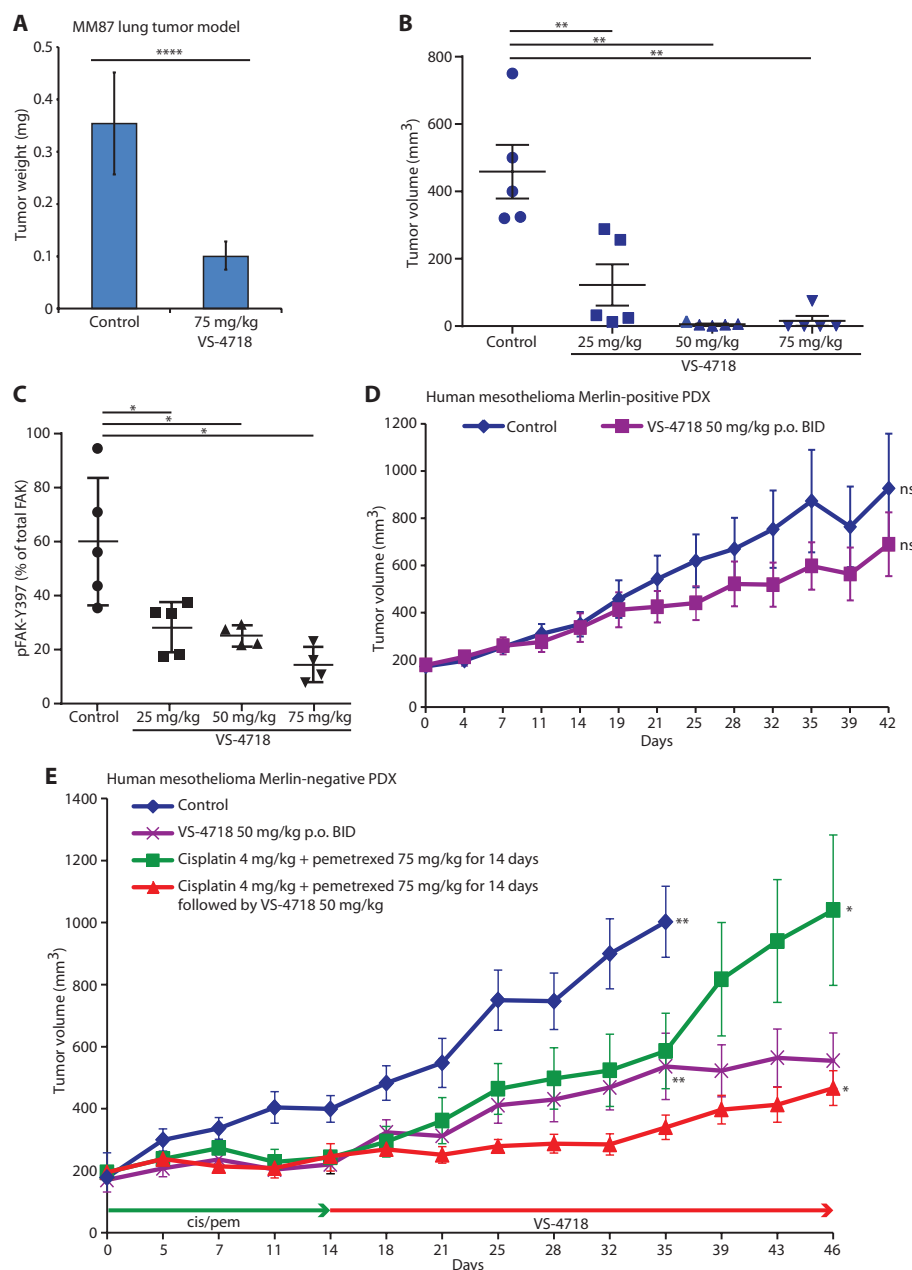 A
MM87 lung tumor model
****
Tumor weight (mg)
0.5
0.4
0.3
0.2
0.1
0
Control
75 mg/kg
VS-4718
B
**
**
**
Tumor volume (mm3)
800
600
400
200
0
Control
25 mg/kg
50 mg/kg
75 mg/kg
VS-4718
C
*
*
*
pFAK-Y397 (% of total FAK)
100
80
60
40
20
0
Control
25 mg/kg
50 mg/kg
75 mg/kg
VS-4718
D
Human mesothelioma Merlin-positive PDX
Control
VS-4718 50 mg/kg p.o. BID
Tumor volume (mm3)
1200
1000
800
600
400
200
0
ns
ns
0 4 7 11 14 19 21 25 28 32 35 39 42
Days
E
Human mesothelioma Merlin-negative PDX
Control
VS-4718 50 mg/kg p.o. BID
Cisplatin 4 mg/kg + pemetrexed 75 mg/kg for 14 days
Cisplatin 4 mg/kg + pemetrexed 75 mg/kg for 14 days
followed by VS-4718 50 mg/kg
Tumor volume (mm3)
1400
1200
1000
800
600
400
200
0
**
**
*
*
cis/pem
VS-4718
0 5 7 11 14 18 21 25 28 32 35 39 43 46
Days